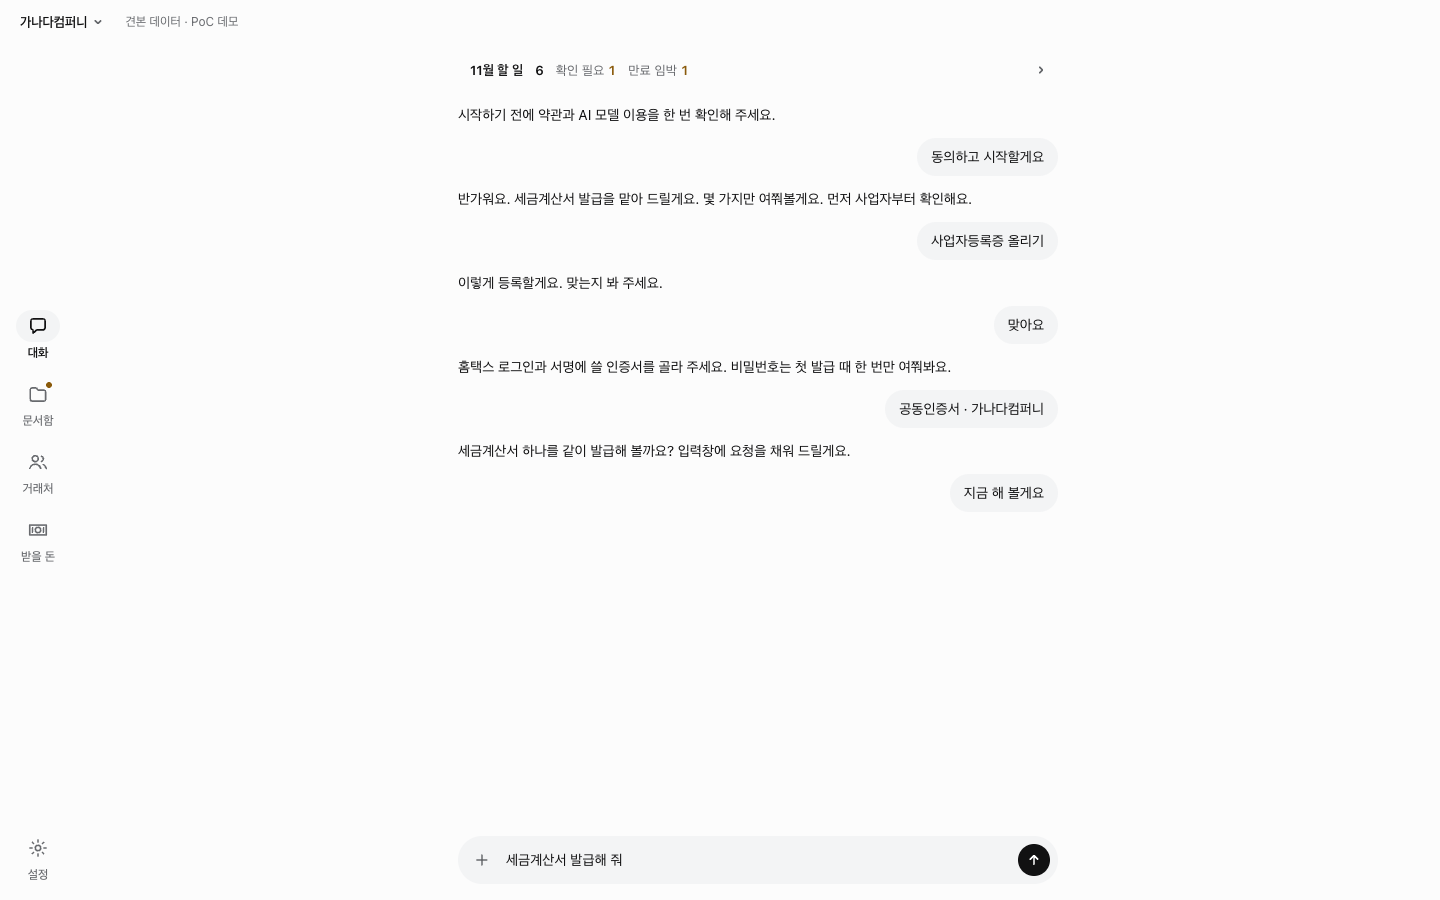 가나다컴퍼니 견본 데이터 · PoC 데모
11월 할 일 6 확인 필요 1 만료 임박 1
시작하기 전에 약관과 AI 모델 이용을 한 번 확인해 주세요.
동의하고 시작할게요
반가워요. 세금계산서 발급을 맡아 드릴게요. 몇 가지만 여쭤볼게요. 먼저 사업자부터 확인해요.
사업자등록증 올리기
이렇게 등록할게요. 맞는지 봐 주세요.
맞아요
홈택스 로그인과 서명에 쓸 인증서를 골라 주세요. 비밀번호는 첫 발급 때 한 번만 여쭤봐요.
공동인증서 · 가나다컴퍼니
세금계산서 하나를 같이 발급해 볼까요? 입력창에 요청을 채워 드릴게요.
지금 해 볼게요
대화
문서함
거래처
받을 돈
설정
세금계산서 발급해 줘